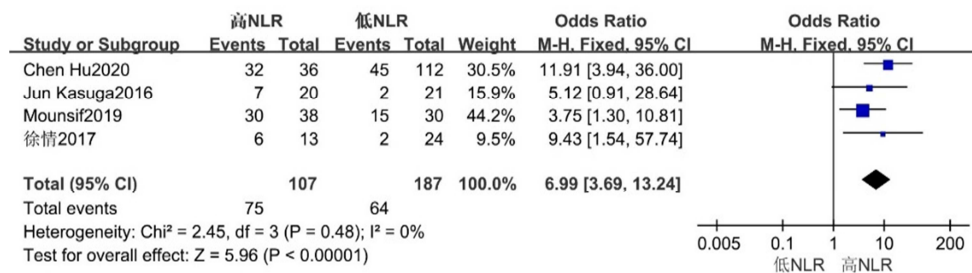 高NLR 低NLR Odds Ratio Odds Ratio
Study or Subgroup Events Total Events Total Weight M-H. Fixed. 95% CI M-H. Fixed. 95% CI
Chen Hu2020 32 36 45 112 30.5% 11.91 [3.94, 36.00]
Jun Kasuga2016 7 20 2 21 15.9% 5.12 [0.91, 28.64]
Mounsif2019 30 38 15 30 44.2% 3.75 [1.30, 10.81]
徐情2017 6 13 2 24 9.5% 9.43 [1.54, 57.74]
Total (95% CI) 107 187 100.0% 6.99 [3.69, 13.24]
Total events 75 64
Heterogeneity: Chi² = 2.45, df = 3 (P = 0.48); I² = 0%
Test for overall effect: Z = 5.96 (P < 0.00001)
0.005 0.1 1 10 200
低NLR 高NLR